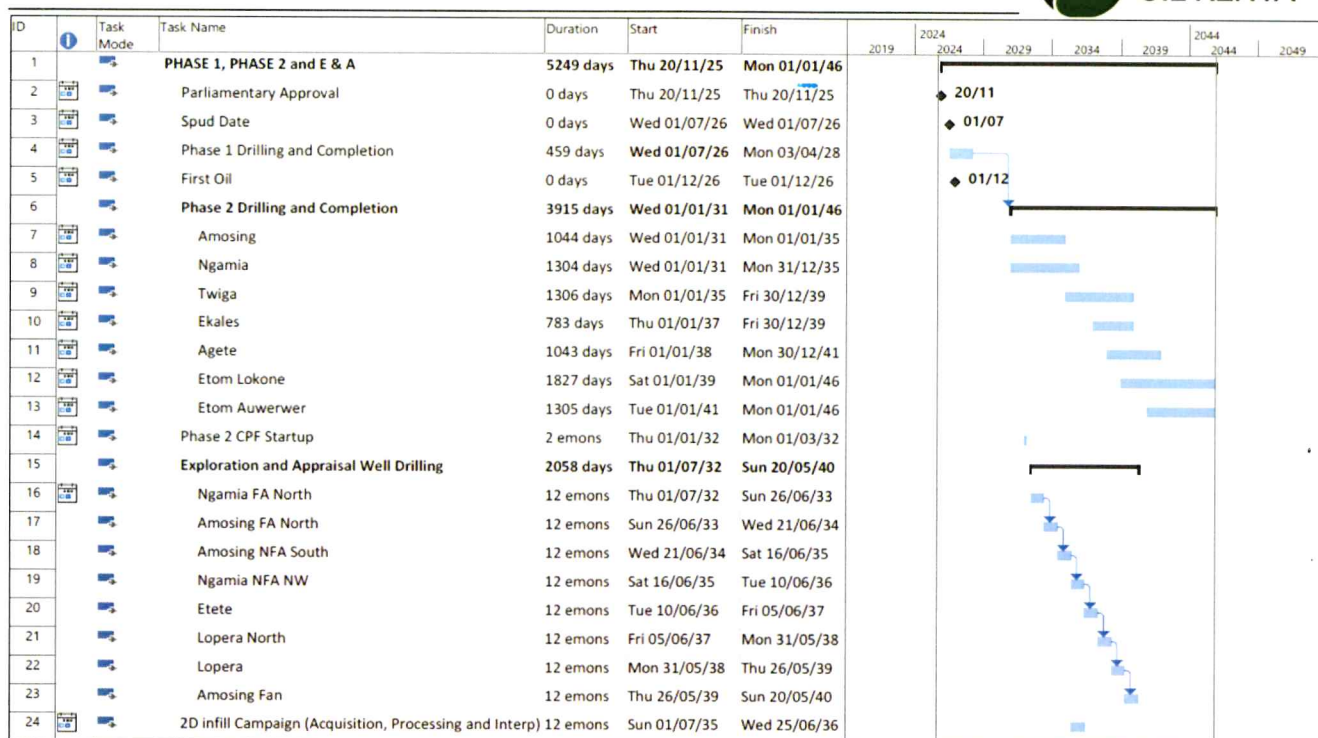 ID Task Mode Task Name Duration Start Finish
2024 2044
2019 2024 2029 2034 2039 2044 2049
1 PHASE 1, PHASE 2 and E & A 5249 days Thu 20/11/25 Mon 01/01/46
2 Parliamentary Approval 0 days Thu 20/11/25 Thu 20/11/25 20/11
3 Spud Date 0 days Wed 01/07/26 Wed 01/07/26 01/07
4 Phase 1 Drilling and Completion 459 days Wed 01/07/26 Mon 03/04/28
5 First Oil 0 days Tue 01/12/26 Tue 01/12/26 01/12
6 Phase 2 Drilling and Completion 3915 days Wed 01/01/31 Mon 01/01/46
7 Amosing 1044 days Wed 01/01/31 Mon 01/01/35
8 Ngamia 1304 days Wed 01/01/31 Mon 31/12/35
9 Twiga 1306 days Mon 01/01/35 Fri 30/12/39
10 Ekales 783 days Thu 01/01/37 Fri 30/12/39
11 Agete 1043 days Fri 01/01/38 Mon 30/12/41
12 Etom Lokone 1827 days Sat 01/01/39 Mon 01/01/46
13 Etom Auwerwer 1305 days Tue 01/01/41 Mon 01/01/46
14 Phase 2 CPF Startup 2 emons Thu 01/01/32 Mon 01/03/32
15 Exploration and Appraisal Well Drilling 2058 days Thu 01/07/32 Sun 20/05/40
16 Ngamia FA North 12 emons Thu 01/07/32 Sun 26/06/33
17 Amosing FA North 12 emons Sun 26/06/33 Wed 21/06/34
18 Amosing NFA South 12 emons Wed 21/06/34 Sat 16/06/35
19 Ngamia NFA NW 12 emons Sat 16/06/35 Tue 10/06/36
20 Etete 12 emons Tue 10/06/36 Fri 05/06/37
21 Lopera North 12 emons Fri 05/06/37 Mon 31/05/38
22 Lopera 12 emons Mon 31/05/38 Thu 26/05/39
23 Amosing Fan 12 emons Thu 26/05/39 Sun 20/05/40
24 2D infill Campaign (Acquisition, Processing and Interp) 12 emons Sun 01/07/35 Wed 25/06/36